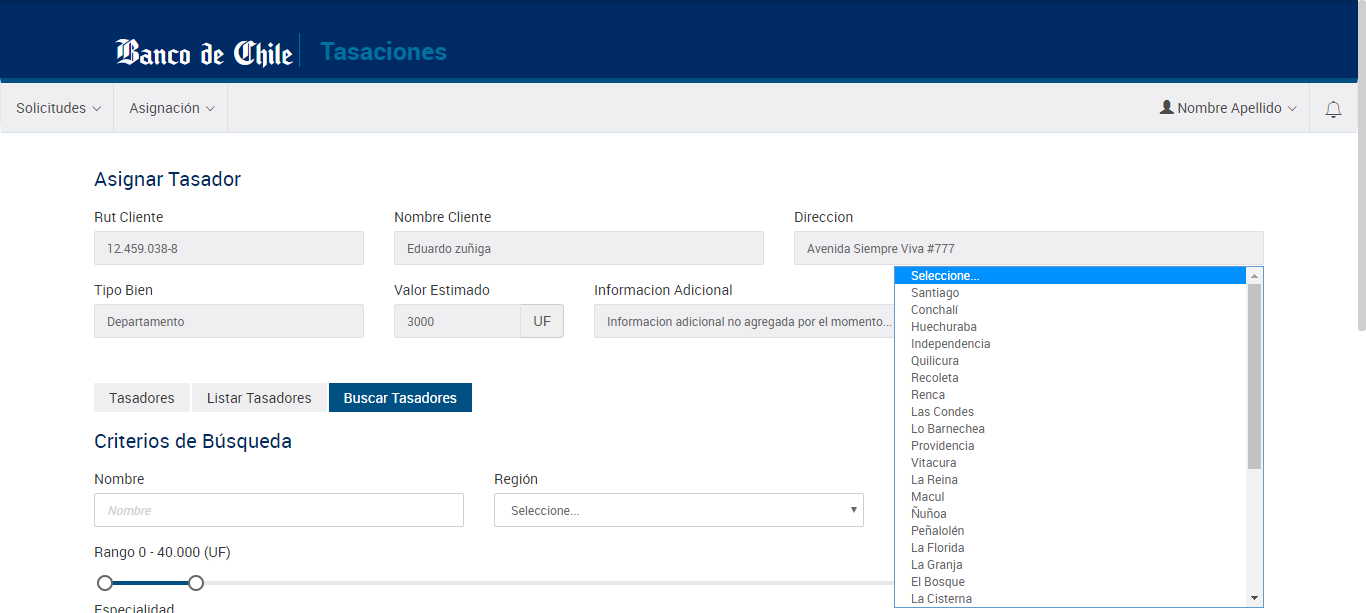 Banco de Chile Tasaciones
Solicitudes Asignación Nombre Apellido
Asignar Tasador
Rut Cliente Nombre Cliente Direccion
12.459.038-8 Eduardo zuñiga Avenida Siempre Viva #777
Tipo Bien Valor Estimado Informacion Adicional
Departamento 3000 UF Informacion adicional no agregada por el momento...
Tasadores Listar Tasadores Buscar Tasadores
Criterios de Búsqueda
Nombre Región
Nombre Seleccione...
Rango 0 - 40.000 (UF)
Especialidad
Seleccione...
Santiago
Conchalí
Huechuraba
Independencia
Quilicura
Recoleta
Renca
Las Condes
Lo Barnechea
Providencia
Vitacura
La Reina
Macul
Ñuñoa
Peñalolén
La Florida
La Granja
El Bosque
La Cisterna